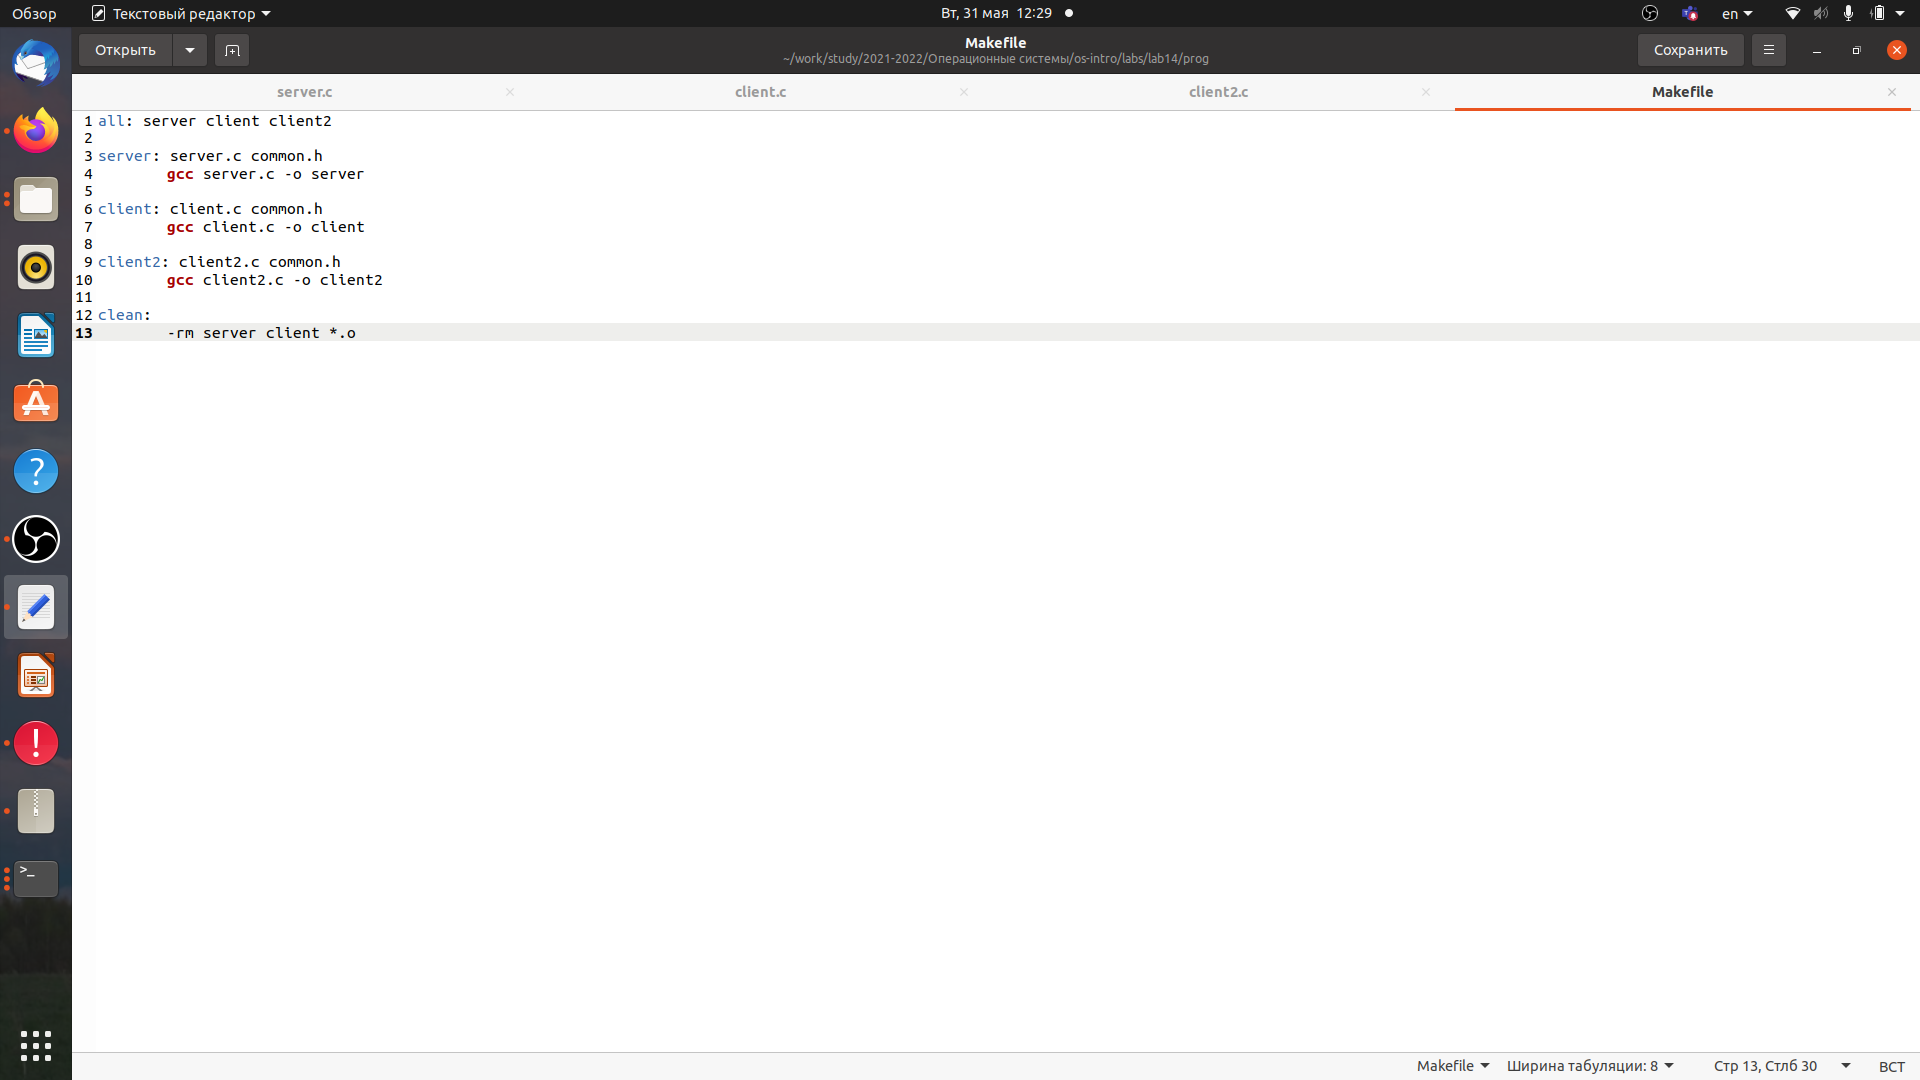 Обзор Текстовый редактор Вт, 31 мая 12:29 en
Открыть Makefile Сохранить
~/work/study/2021-2022/Операционные системы/os-intro/labs/lab14/prog
server.c client.c client2.c Makefile
1 all: server client client2
2
3 server: server.c common.h
4 gcc server.c -o server
5
6 client: client.c common.h
7 gcc client.c -o client
8
9 client2: client2.c common.h
10 gcc client2.c -o client2
11
12 clean:
13 -rm server client *.o
Makefile Ширина табуляции: 8 Стр 13, Стлб 30 ВСТ